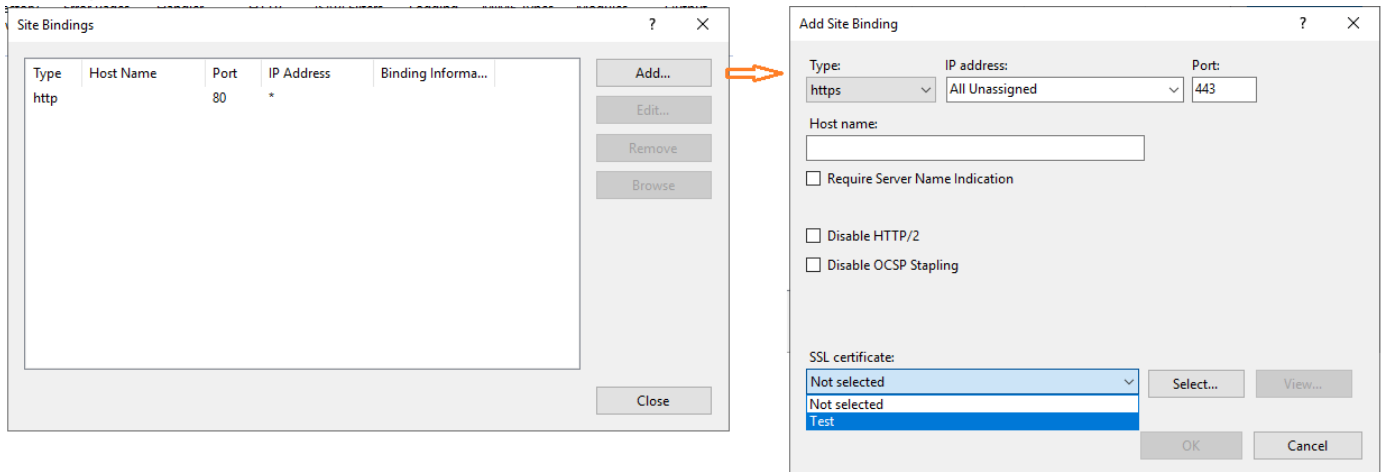 Site Bindings ? ×
Type Host Name Port IP Address Binding Informa...
http 80 *
Add...
Edit...
Remove
Browse
Close
Add Site Binding ? ×
Type: IP address: Port:
https All Unassigned 443
Host name:
Require Server Name Indication
Disable HTTP/2
Disable OCSP Stapling
SSL certificate:
Not selected Select... View...
Not selected
Test
OK Cancel